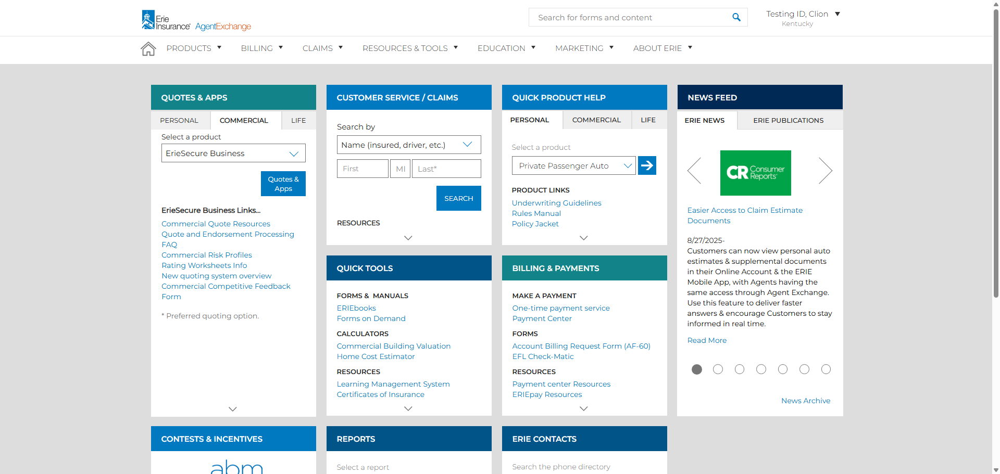 Erie
Insurance® AgentExchange
Search for forms and content
Testing ID, Clion
Kentucky
PRODUCTS
BILLING
CLAIMS
RESOURCES & TOOLS
EDUCATION
MARKETING
ABOUT ERIE
QUOTES & APPS
PERSONAL
COMMERCIAL
LIFE
Select a product
ErieSecure Business
Quotes &
Apps
ErieSecure Business Links...
Commercial Quote Resources
Quote and Endorsement Processing
FAQ
Commercial Risk Profiles
Rating Worksheets Info
New quoting system overview
Commercial Competitive Feedback
Form
* Preferred quoting option.
CUSTOMER SERVICE / CLAIMS
Search by
Name (insured, driver, etc.)
First
MI
Last*
SEARCH
RESOURCES
QUICK PRODUCT HELP
PERSONAL
COMMERCIAL
LIFE
Select a product
Private Passenger Auto
PRODUCT LINKS
Underwriting Guidelines
Rules Manual
Policy Jacket
NEWS FEED
ERIE NEWS
ERIE PUBLICATIONS
CR Consumer
Reports
Easier Access to Claim Estimate
Documents
8/27/2025-
Customers can now view personal auto
estimates & supplemental documents
in their Online Account & the ERIE
Mobile App, with Agents having the
same access through Agent Exchange.
Use this feature to deliver faster
answers & encourage Customers to stay
informed in real time.
Read More
News Archive
QUICK TOOLS
FORMS & MANUALS
ERIEbooks
Forms on Demand
CALCULATORS
Commercial Building Valuation
Home Cost Estimator
RESOURCES
Learning Management System
Certificates of Insurance
BILLING & PAYMENTS
MAKE A PAYMENT
One-time payment service
Payment Center
FORMS
Account Billing Request Form (AF-60)
EFL Check-Matic
RESOURCES
Payment center Resources
ERIEpay Resources
CONTESTS & INCENTIVES
abm
REPORTS
Select a report
ERIE CONTACTS
Search the phone directory